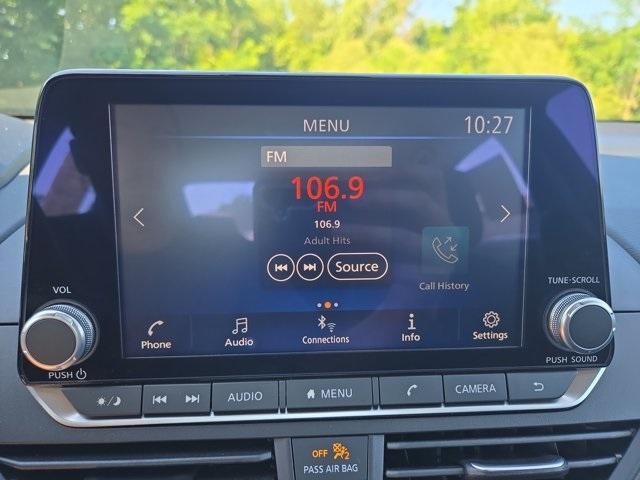 MENU 10:27
FM
106.9
FM
106.9
Adult Hits
Source
Call History
VOL
TUNE·SCROLL
Phone Audio Connections Info Settings
PUSH
PUSH SOUND
AUDIO MENU CAMERA
OFF 2
PASS AIR BAG